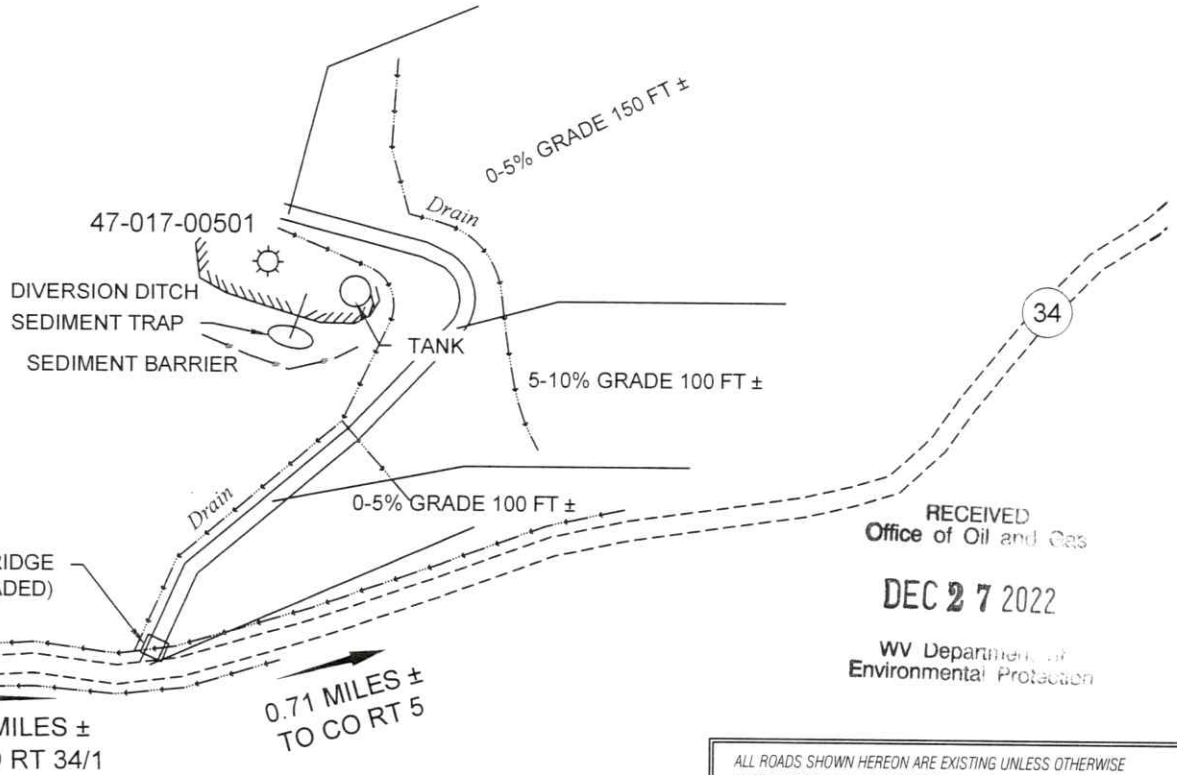 0-5% GRADE 150 FT ±
Drain
47-017-00501
DIVERSION DITCH
SEDIMENT TRAP
SEDIMENT BARRIER
TANK
34
5-10% GRADE 100 FT ±
0-5% GRADE 100 FT ±
Drain
RECEIVED
Office of Oil and Gas
DEC 27 2022
WV Department of
Environmental Protection
0.71 MILES ±
TO CO RT 5
MILES ±
RT 34/1
ALL ROADS SHOWN HEREON ARE EXISTING UNLESS OTHERWISE